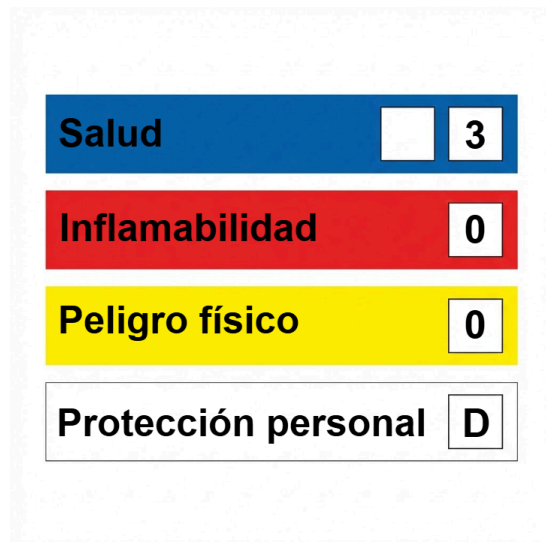 Salud 3
Inflamabilidad 0
Peligro físico 0
Protección personal D